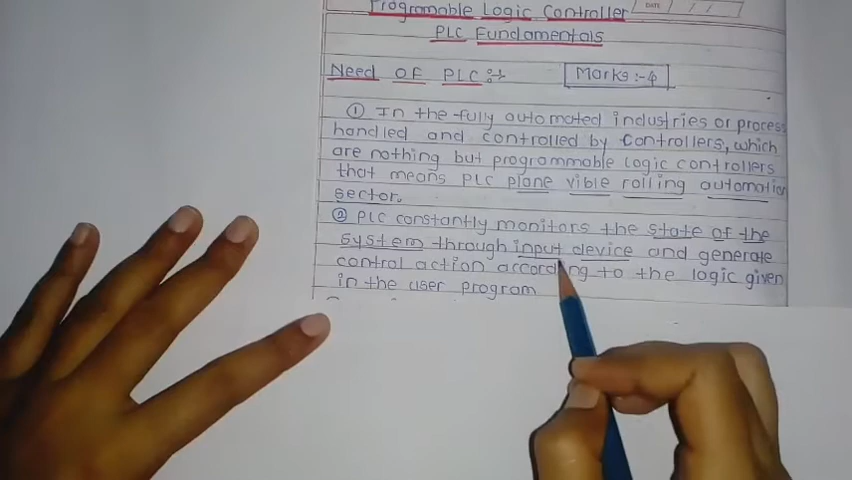 Programable Logic Controller
DATE
PLC Fundamentals
Need OF PLC :→ Marks :- 4
① In the fully automated industries or process
handled and controlled by controllers, which
are nothing but programmable logic controllers
that means PLC plane vible rolling automation
sector.
② PLC constantly monitors the state of the
system through input device and generate
control action according to the logic given
in the user program